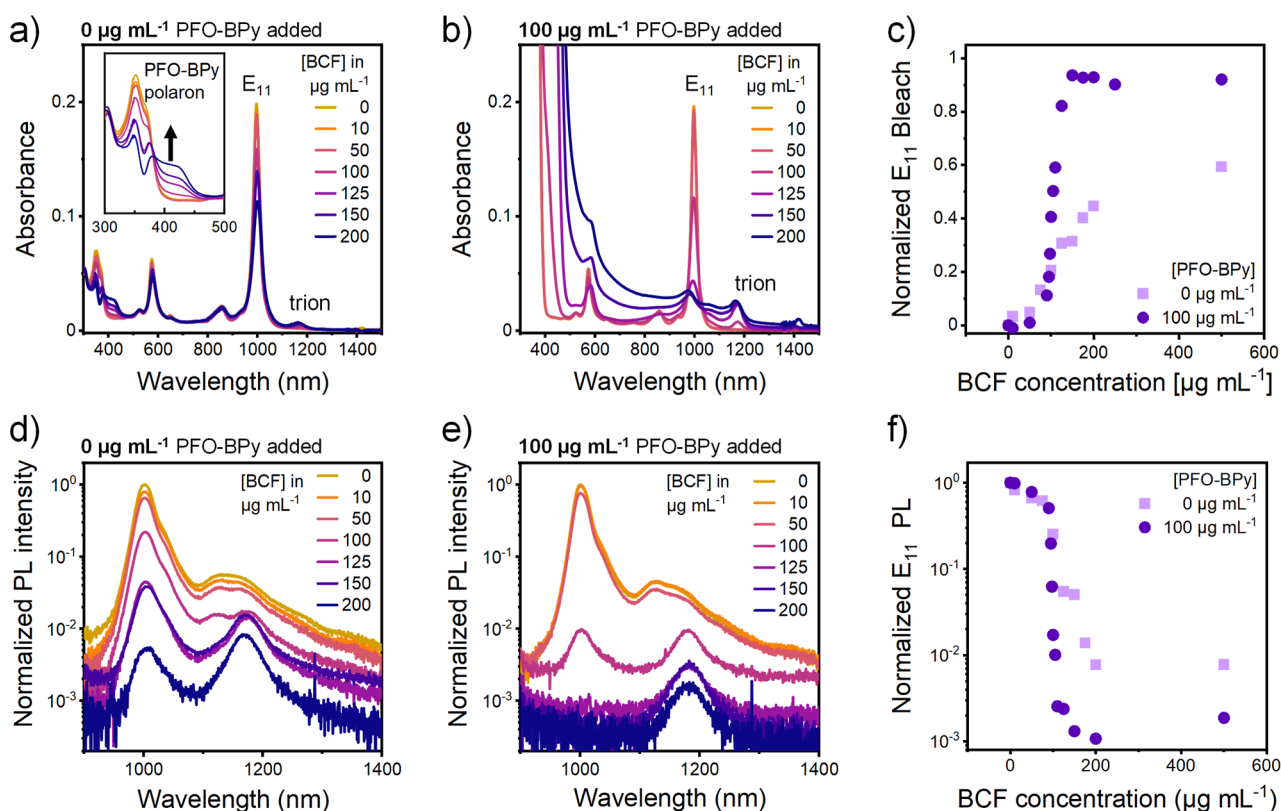 a)
0 µg mL⁻¹ PFO-BPy added
Absorbance
0.2
0.1
0
PFO-BPy
polaron
300 400 500
E₁₁
[BCF] in
µg mL⁻¹
0
10
50
100
125
150
200
trion
400 600 800 1000 1200 1400
Wavelength (nm)
b)
100 µg mL⁻¹ PFO-BPy added
Absorbance
0.2
0.1
0
E₁₁
[BCF] in
µg mL⁻¹
0
10
50
100
125
150
200
trion
400 600 800 1000 1200 1400
Wavelength (nm)
c)
Normalized E₁₁ Bleach
1
0.8
0.6
0.4
0.2
0
[PFO-BPy]
0 µg mL⁻¹
100 µg mL⁻¹
0 200 400 600
BCF concentration [µg mL⁻¹]
d)
0 µg mL⁻¹ PFO-BPy added
Normalized PL intensity
10⁰
10⁻¹
10⁻²
10⁻³
[BCF] in
µg mL⁻¹
0
10
50
100
125
150
200
1000 1200 1400
Wavelength (nm)
e)
100 µg mL⁻¹ PFO-BPy added
Normalized PL intensity
10⁰
10⁻¹
10⁻²
10⁻³
[BCF] in
µg mL⁻¹
0
10
50
100
125
150
200
1000 1200 1400
Wavelength (nm)
f)
Normalized E₁₁ PL
10⁰
10⁻¹
10⁻²
10⁻³
[PFO-BPy]
0 µg mL⁻¹
100 µg mL⁻¹
0 200 400 600
BCF concentration (µg mL⁻¹)